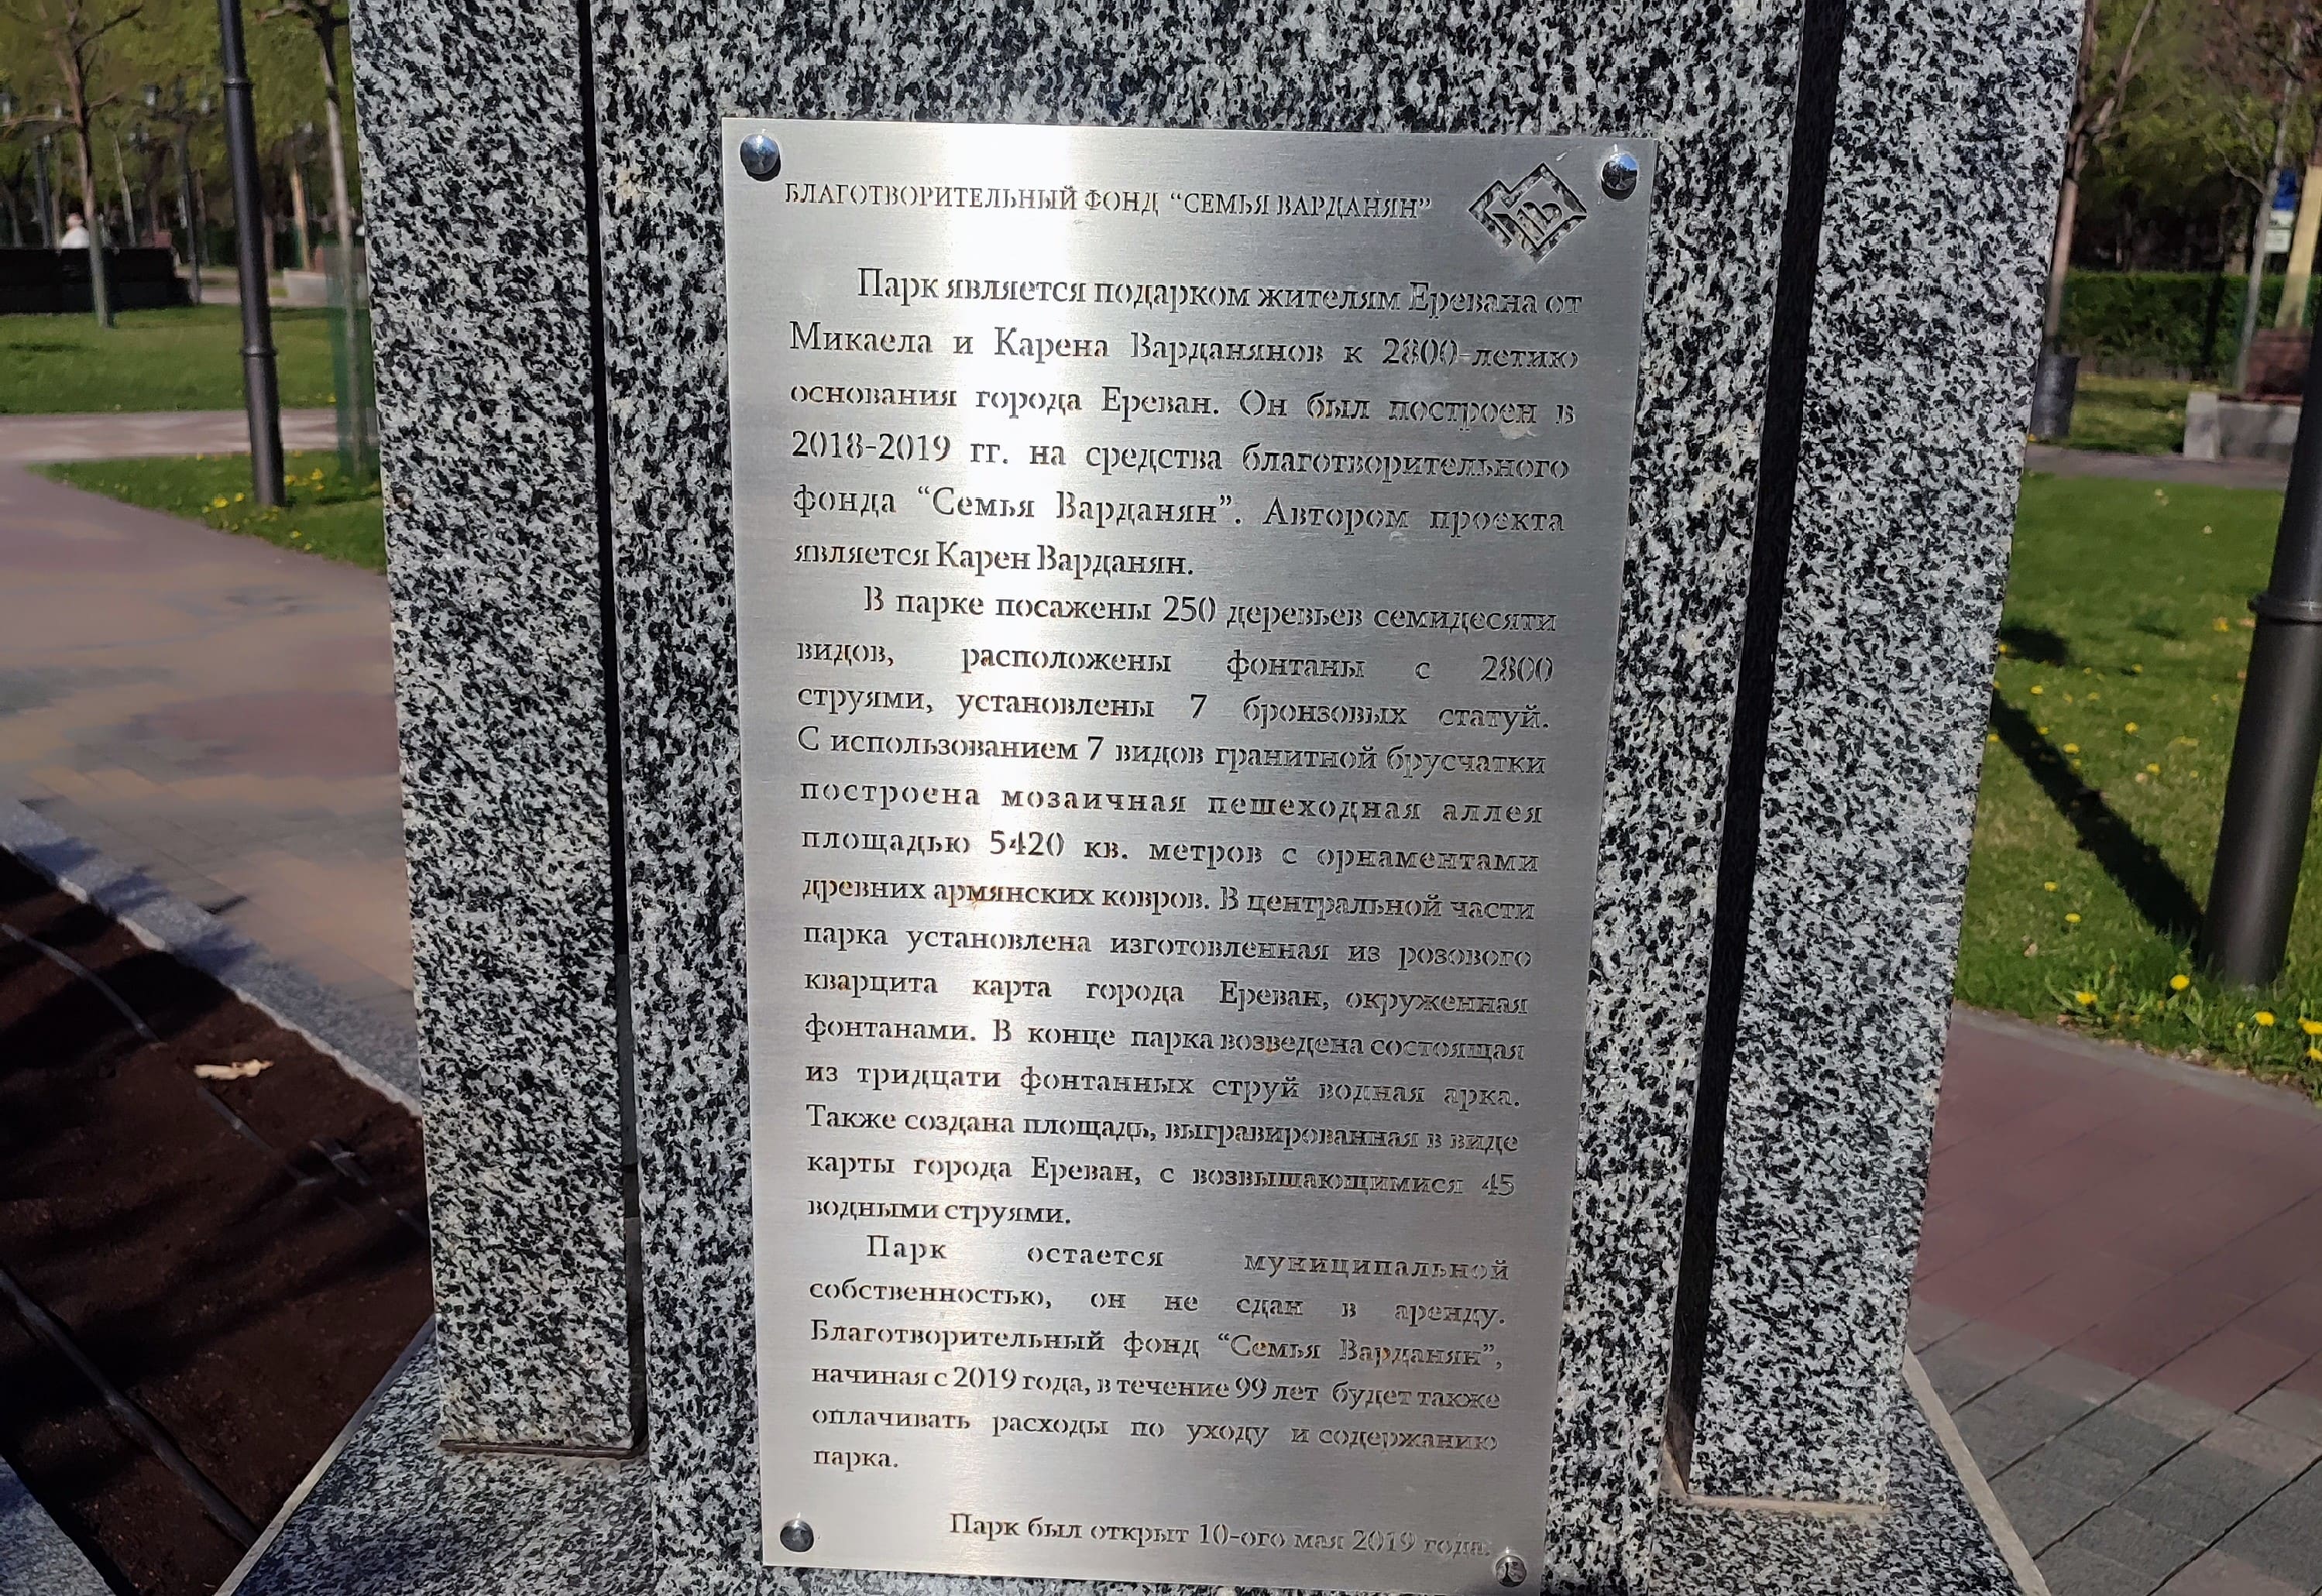 БЛАГОТВОРИТЕЛЬНЫЙ ФОНД “СЕМЬЯ ВАРДАНЯН”
Парк является подарком жителям Еревана от
Микаела и Карена Варданянов к 2800-летию
основания города Ереван. Он был построен в
2018-2019 гг. на средства благотворительного
фонда “Семья Варданян”. Автором проекта
является Карен Варданян.
В парке посажены 250 деревьев семидесяти
видов, расположены фонтаны с 2800
струями, установлены 7 бронзовых статуй.
С использованием 7 видов гранитной брусчатки
построена мозаичная пешеходная аллея
площадью 5420 кв. метров с орнаментами
древних армянских ковров. В центральной части
парка установлена изготовленная из розового
кварцита карта города Ереван, окруженная
фонтанами. В конце парка возведена состоящая
из тридцати фонтанных струй водная арка.
Также создана площадь, выгравированная в виде
карты города Ереван, с возвышающимися 45
водными струями.
Парк остается муниципальной
собственностью, он не сдан в аренду.
Благотворительный фонд “Семья Варданян”,
начиная с 2019 года, в течение 99 лет будет также
оплачивать расходы по уходу и содержанию
парка.
Парк был открыт 10-ого мая 2019 года.